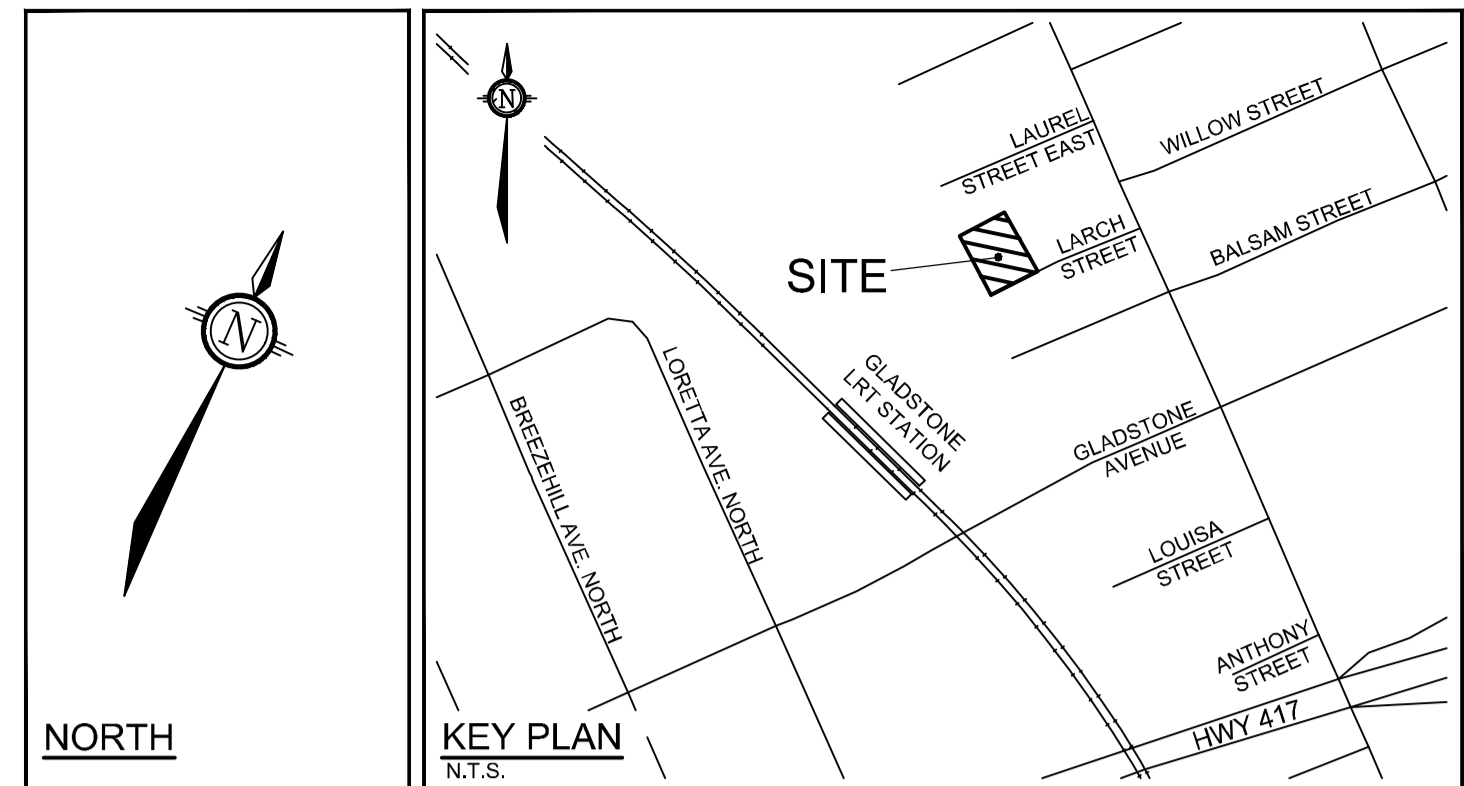 N
NORTH
N
LAUREL
STREET EAST
WILLOW STREET
LARCH
STREET
BALSAM STREET
SITE
GLADSTONE
LRT STATION
LORETTA AVE. NORTH
BREEZEHILL AVE. NORTH
GLADSTONE
AVENUE
LOUISA
STREET
ANTHONY
STREET
HWY 417
KEY PLAN
N.T.S.